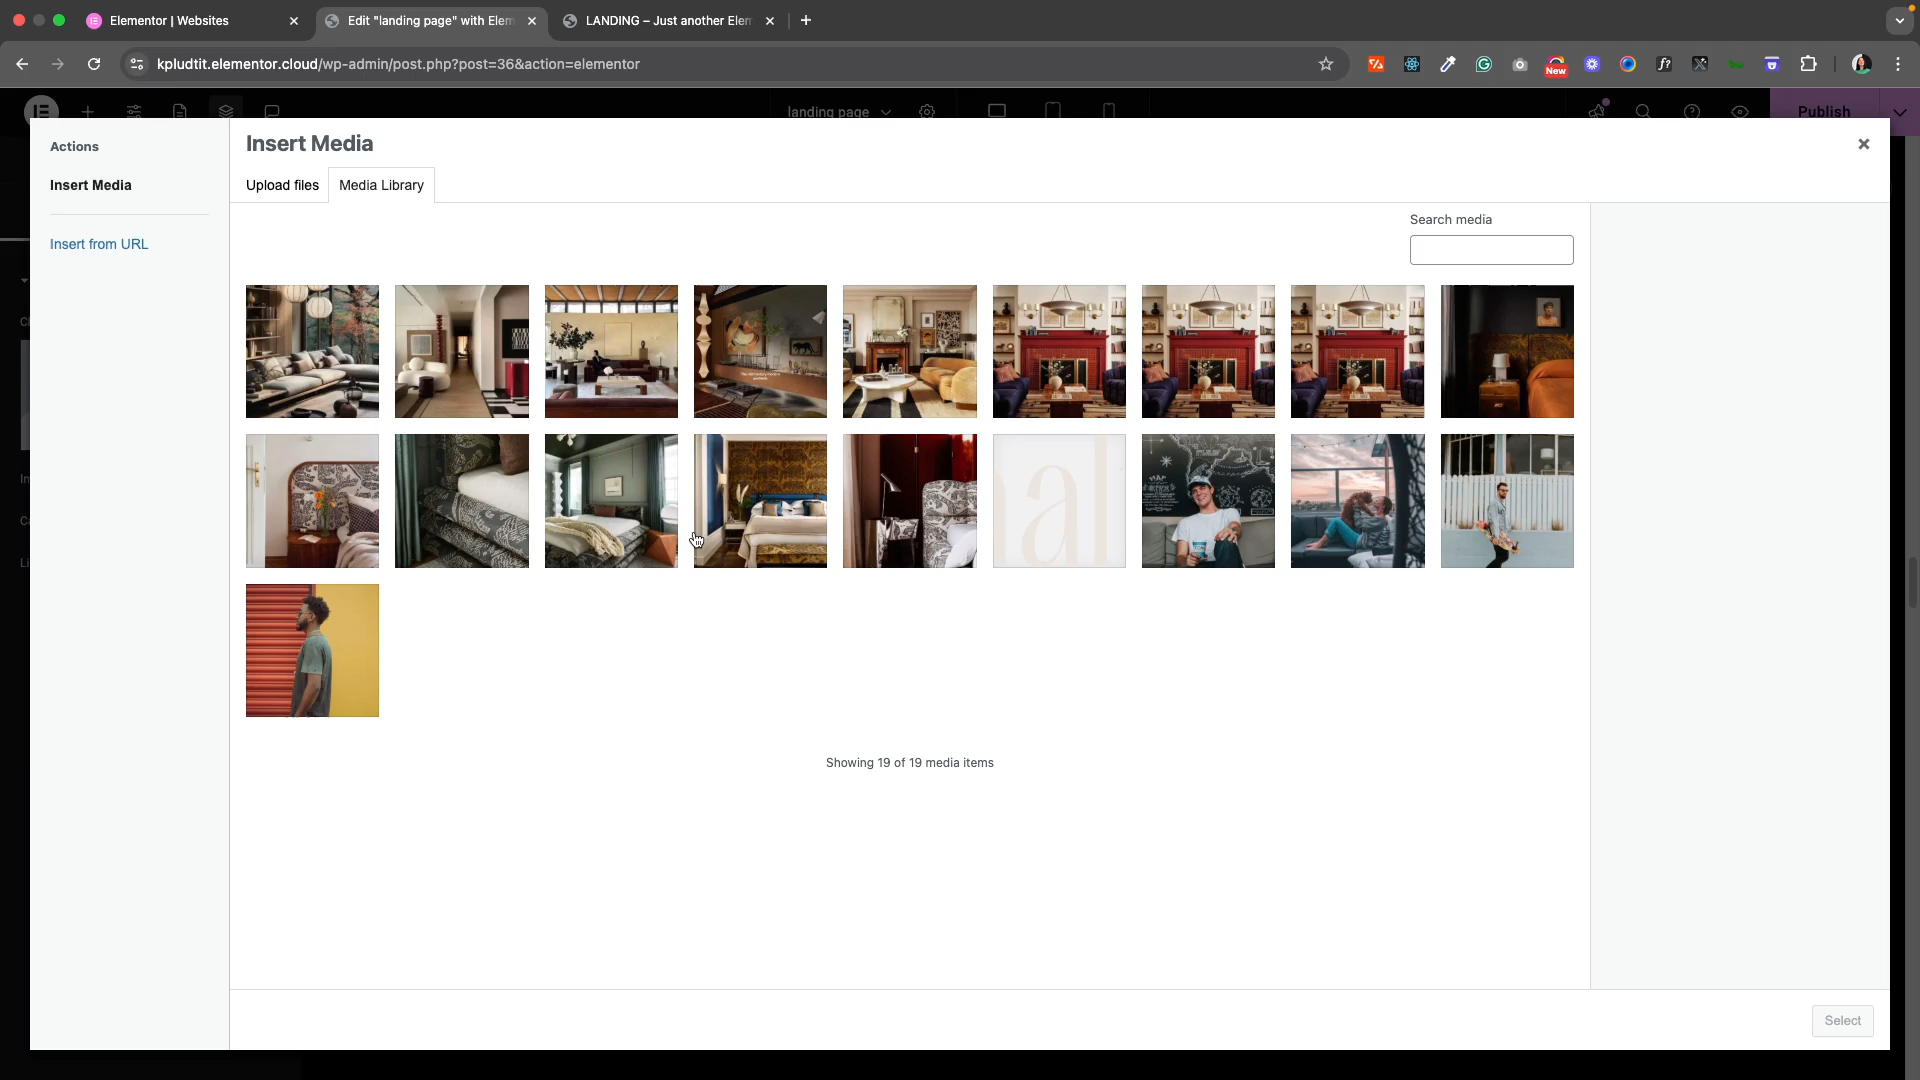 Elementor | Websites
Edit "landing page" with Elem
LANDING – Just another Elem
kpludtit.elementor.cloud/wp-admin/post.php?post=36&action=elementor
New
f?
landing page
Publish
Actions
Insert Media
Insert from URL
Insert Media
Upload files
Media Library
Search media
al
Showing 19 of 19 media items
Select